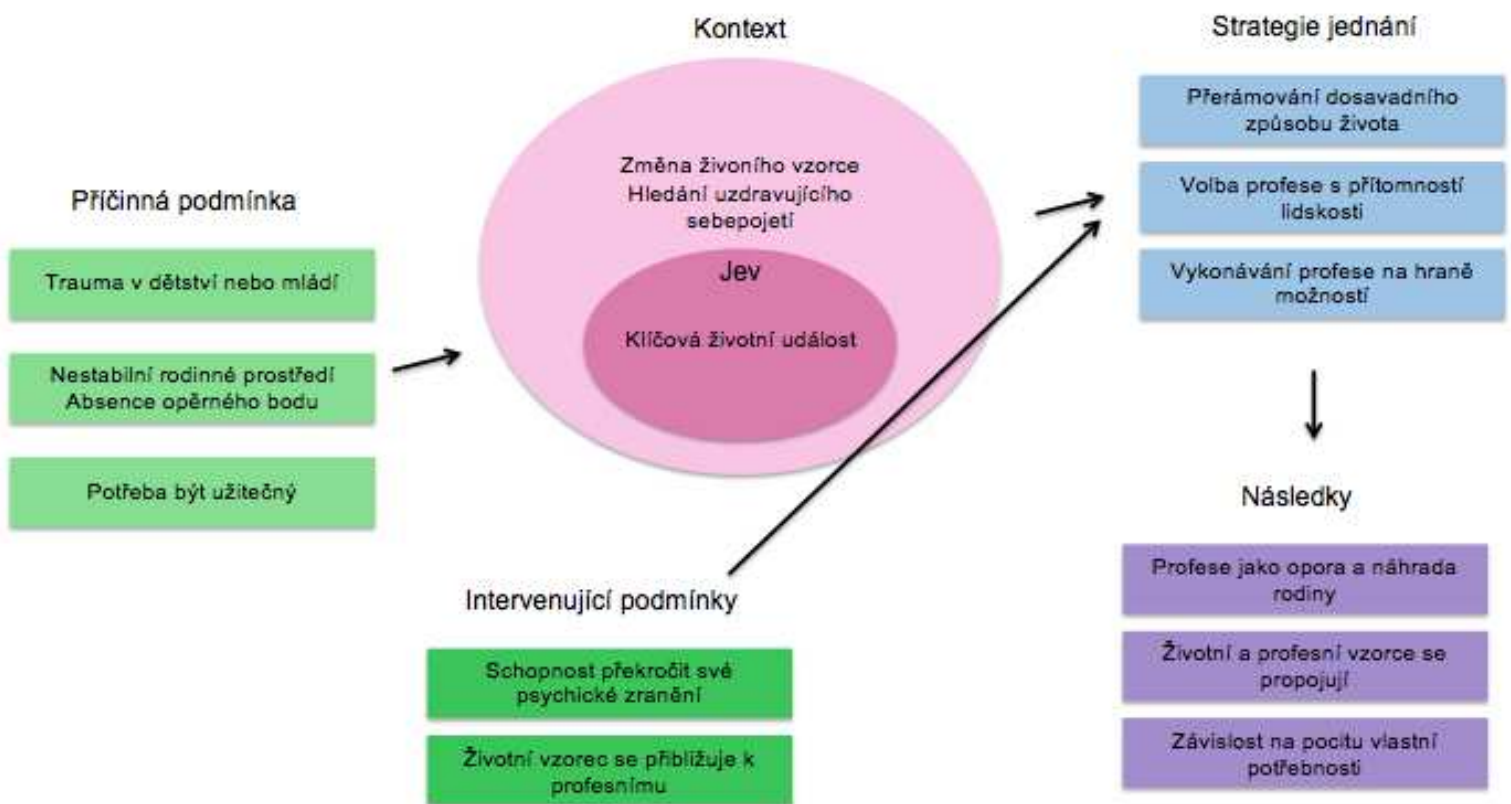 Příčinná podmínka
Trauma v dětství nebo mládí
Nestabilní rodinné prostředí
Absence opěrného bodu
Potřeba být užitečný
Kontext
Změna živoního vzorce
Hledání uzdravujícího
sebepojetí
Jev
Klíčová životní událost
Intervenující podmínky
Schopnost překročit své
psychické zranění
Životní vzorec se přibližuje k
profesnímu
Strategie jednání
Přerámování dosavadního
způsobu života
Volba profese s přítomností
lidskosti
Vykonávání profese na hraně
možností
Následky
Profese jako opora a náhrada
rodiny
Životní a profesní vzorce se
propojují
Závislost na pocitu vlastní
potřebnosti